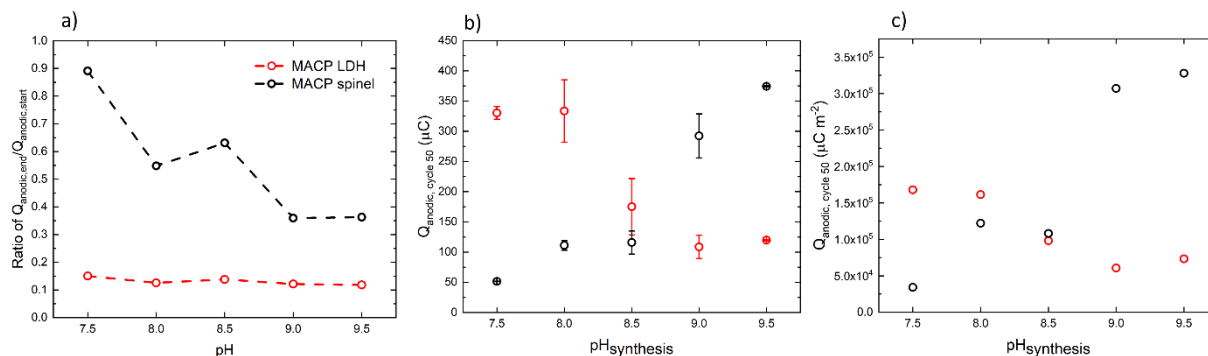 a)
Ratio of Qanodic,end/Qanodic,start
1.0
0.9
0.8
0.7
0.6
0.5
0.4
0.3
0.2
0.1
0.0
MACP LDH
MACP spinel
7.5 8.0 8.5 9.0 9.5
pH
b)
Qanodic, cycle 50 (μC)
450
400
350
300
250
200
150
100
50
0
7.5 8.0 8.5 9.0 9.5
pHsynthesis
c)
Qanodic, cycle 50 (μC m⁻²)
3.5x10⁵
3.0x10⁵
2.5x10⁵
2.0x10⁵
1.5x10⁵
1.0x10⁵
5.0x10⁴
0.0
7.5 8.0 8.5 9.0 9.5
pHsynthesis